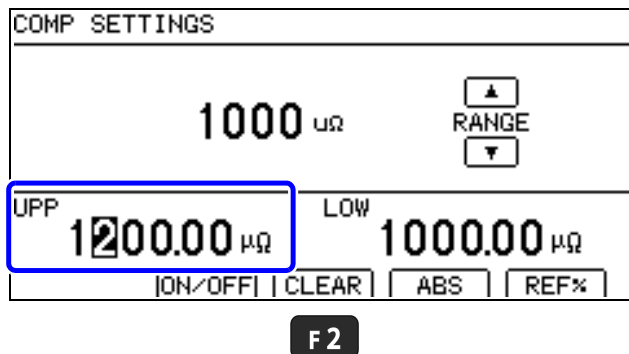 COMP SETTINGS
1000 uΩ
▲
RANGE
▼
UPP 1200.00 µΩ LOW 1000.00 µΩ
|ON/OFF| |CLEAR| ABS REF%
F2